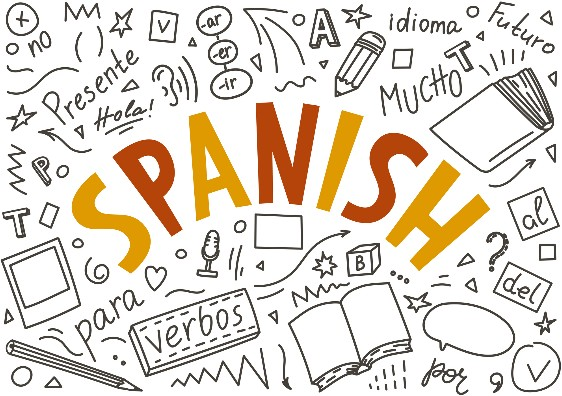 no
V
-ar
-er
-ir
A
idioma
Futuro
Presente
Hola!
T
MUCHO
P
SPANISH
T
al
B
del
para
verbos
por